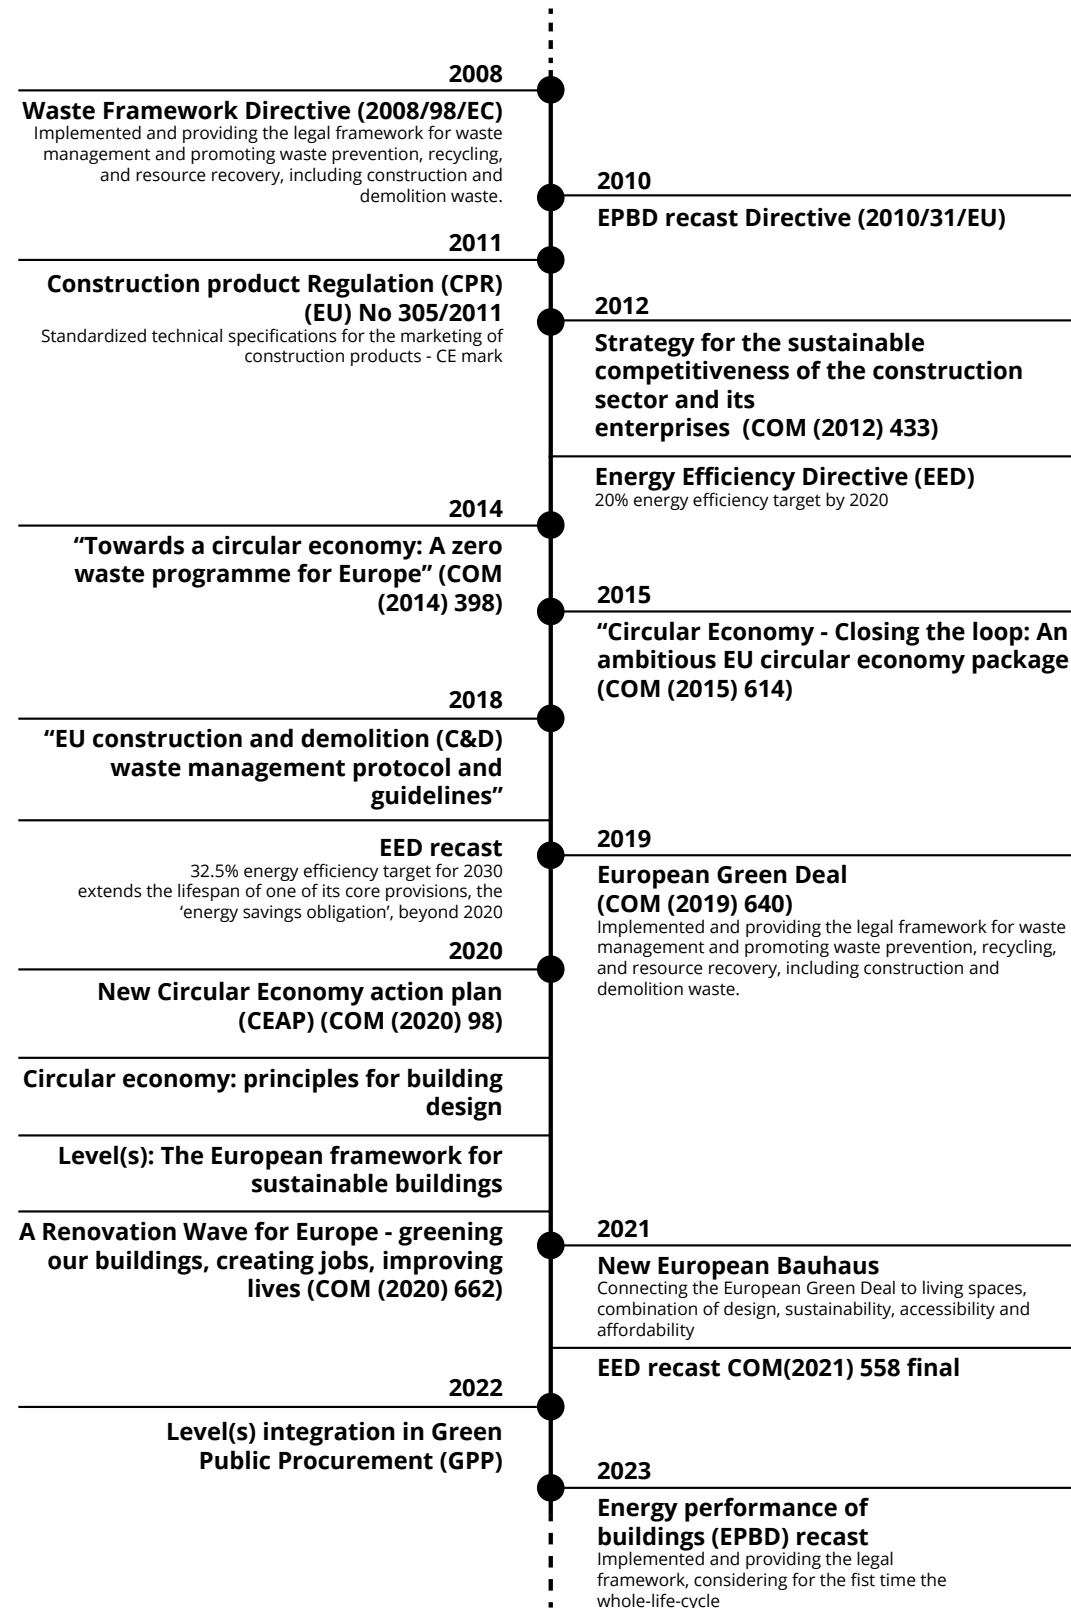 2008
Waste Framework Directive (2008/98/EC)
Implemented and providing the legal framework for waste
management and promoting waste prevention, recycling,
and resource recovery, including construction and
demolition waste.
2010
EPBD recast Directive (2010/31/EU)
2011
Construction product Regulation (CPR)
(EU) No 305/2011
Standardized technical specifications for the marketing of
construction products - CE mark
2012
Strategy for the sustainable
competitiveness of the construction
sector and its
enterprises (COM (2012) 433)
Energy Efficiency Directive (EED)
20% energy efficiency target by 2020
2014
“Towards a circular economy: A zero
waste programme for Europe” (COM
(2014) 398)
2015
“Circular Economy - Closing the loop: An
ambitious EU circular economy package
(COM (2015) 614)
2018
“EU construction and demolition (C&D)
waste management protocol and
guidelines”
EED recast
32.5% energy efficiency target for 2030
extends the lifespan of one of its core provisions, the
‘energy savings obligation’, beyond 2020
2019
European Green Deal
(COM (2019) 640)
Implemented and providing the legal framework for waste
management and promoting waste prevention, recycling,
and resource recovery, including construction and
demolition waste.
2020
New Circular Economy action plan
(CEAP) (COM (2020) 98)
Circular economy: principles for building
design
Level(s): The European framework for
sustainable buildings
A Renovation Wave for Europe - greening
our buildings, creating jobs, improving
lives (COM (2020) 662)
2021
New European Bauhaus
Connecting the European Green Deal to living spaces,
combination of design, sustainability, accessibility and
affordability
EED recast COM(2021) 558 final
2022
Level(s) integration in Green
Public Procurement (GPP)
2023
Energy performance of
buildings (EPBD) recast
Implemented and providing the legal
framework, considering for the fist time the
whole-life-cycle